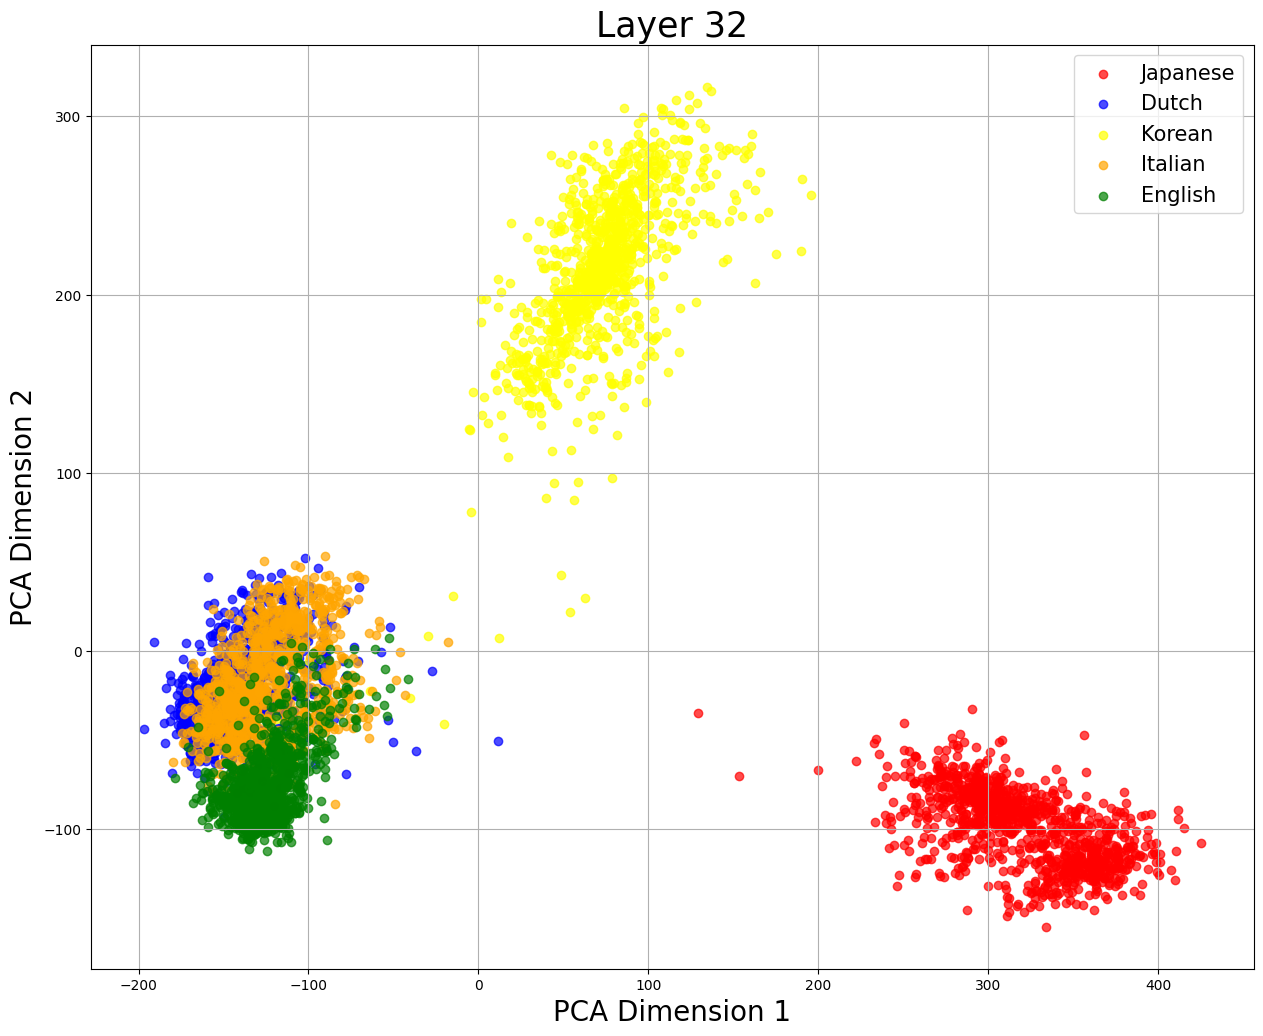 Layer 32
Japanese
Dutch
Korean
Italian
English
PCA Dimension 2
300
200
100
0
−100
−200
−100
0
100
200
300
400
PCA Dimension 1